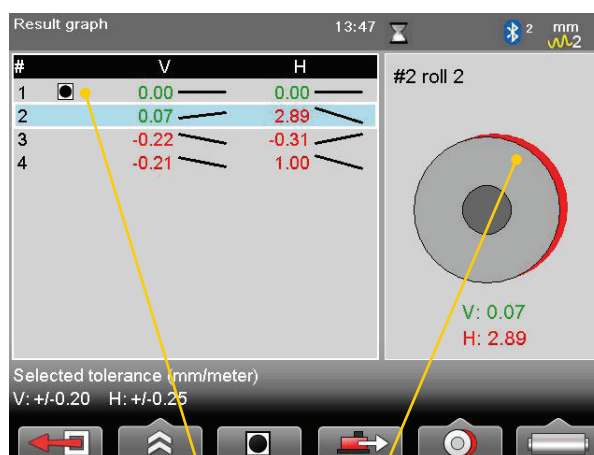 Result graph 13:47 2 mm
2
# V H
1 0.00 0.00
2 0.07 2.89
3 -0.22 -0.31
4 -0.21 1.00
#2 roll 2
V: 0.07
H: 2.89
Selected tolerance (mm/meter)
V: +/-0.20 H: +/-0.25